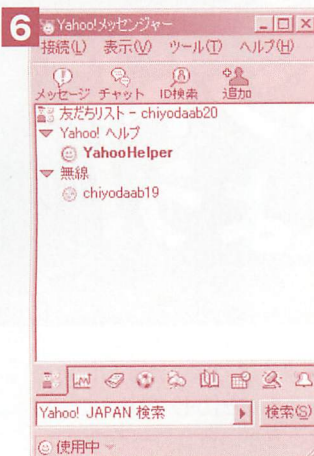 6
Yahoo!メッセンジャー
接続(L) 表示(V) ツール(T) ヘルプ(H)
メッセージ チャット ID検索 追加
友だちリスト - chiyodaab20
Yahoo! ヘルプ
YahooHelper
無線
chiyodaab19
Yahoo! JAPAN 検索 検索(S)
使用中